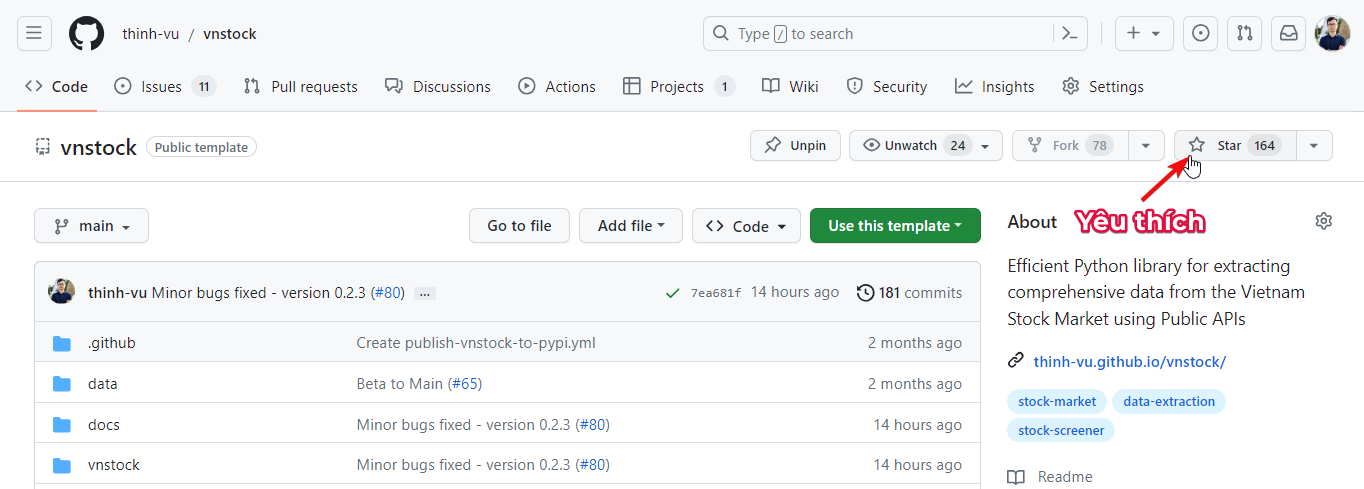 thinh-vu / vnstock
Type / to search
Code Issues 11 Pull requests Discussions Actions Projects 1 Wiki Security Insights Settings
vnstock Public template
Unpin Unwatch 24 Fork 78 Star 164
main Go to file Add file Code Use this template
About Yêu thích
Efficient Python library for extracting
comprehensive data from the Vietnam
Stock Market using Public APIs
thinh-vu.github.io/vnstock/
stock-market data-extraction
stock-screener
Readme
thinh-vu Minor bugs fixed - version 0.2.3 (#80) ... 7ea681f 14 hours ago 181 commits
.github Create publish-vnstock-to-pypi.yml 2 months ago
data Beta to Main (#65) 2 months ago
docs Minor bugs fixed - version 0.2.3 (#80) 14 hours ago
vnstock Minor bugs fixed - version 0.2.3 (#80) 14 hours ago